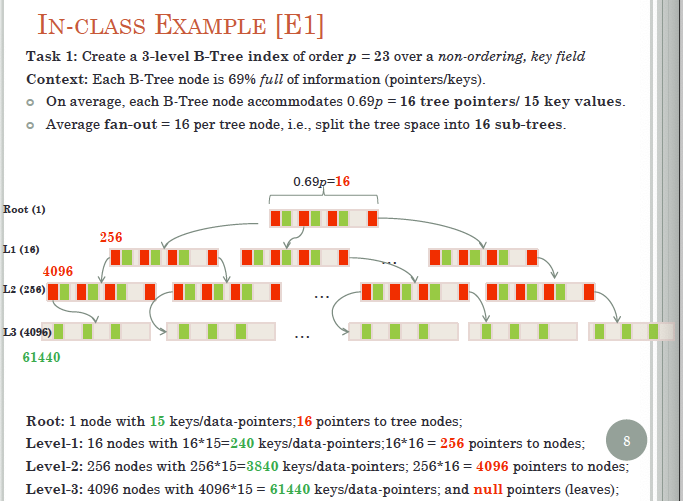 IN-CLASS EXAMPLE [E1]
Task 1: Create a 3-level B-Tree index of order p = 23 over a non-ordering, key field
Context: Each B-Tree node is 69% full of information (pointers/keys).
o On average, each B-Tree node accommodates 0.69p = 16 tree pointers/ 15 key values.
o Average fan-out = 16 per tree node, i.e., split the tree space into 16 sub-trees.
0.69p=16
Root (1)
256
L1 (16)
...
4096
L2 (256)
...
L3 (4096)
...
61440
Root: 1 node with 15 keys/data-pointers;16 pointers to tree nodes;
Level-1: 16 nodes with 16*15=240 keys/data-pointers;16*16 = 256 pointers to nodes;
8
Level-2: 256 nodes with 256*15=3840 keys/data-pointers; 256*16 = 4096 pointers to nodes;
Level-3: 4096 nodes with 4096*15 = 61440 keys/data-pointers; and null pointers (leaves);